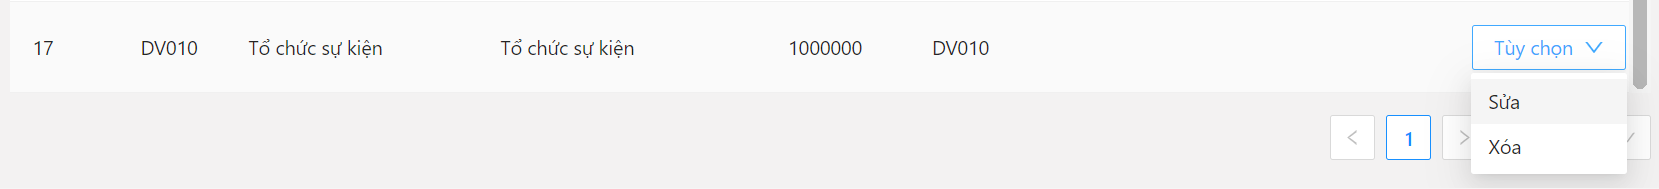 17 DV010 Tổ chức sự kiện Tổ chức sự kiện 1000000 DV010 Tùy chọn
Sửa
1
Xóa